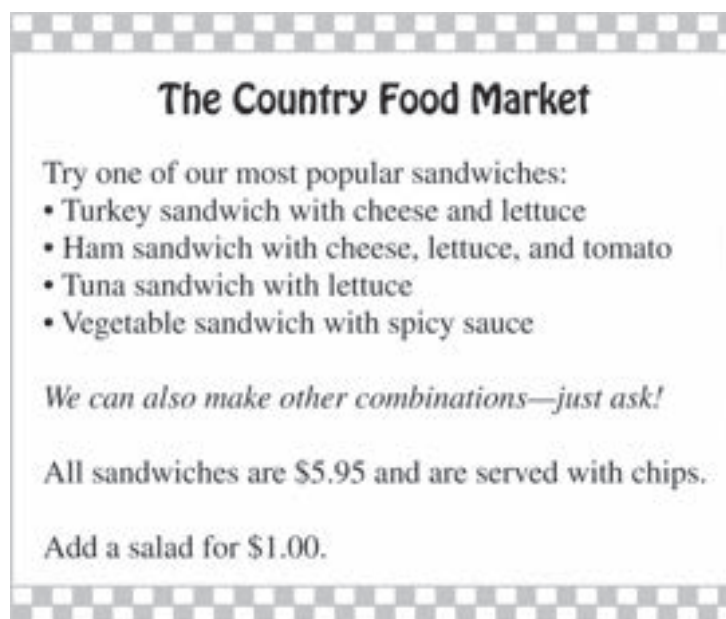 The Country Food Market
Try one of our most popular sandwiches:
• Turkey sandwich with cheese and lettuce
• Ham sandwich with cheese, lettuce, and tomato
• Tuna sandwich with lettuce
• Vegetable sandwich with spicy sauce
We can also make other combinations—just ask!
All sandwiches are $5.95 and are served with chips.
Add a salad for $1.00.